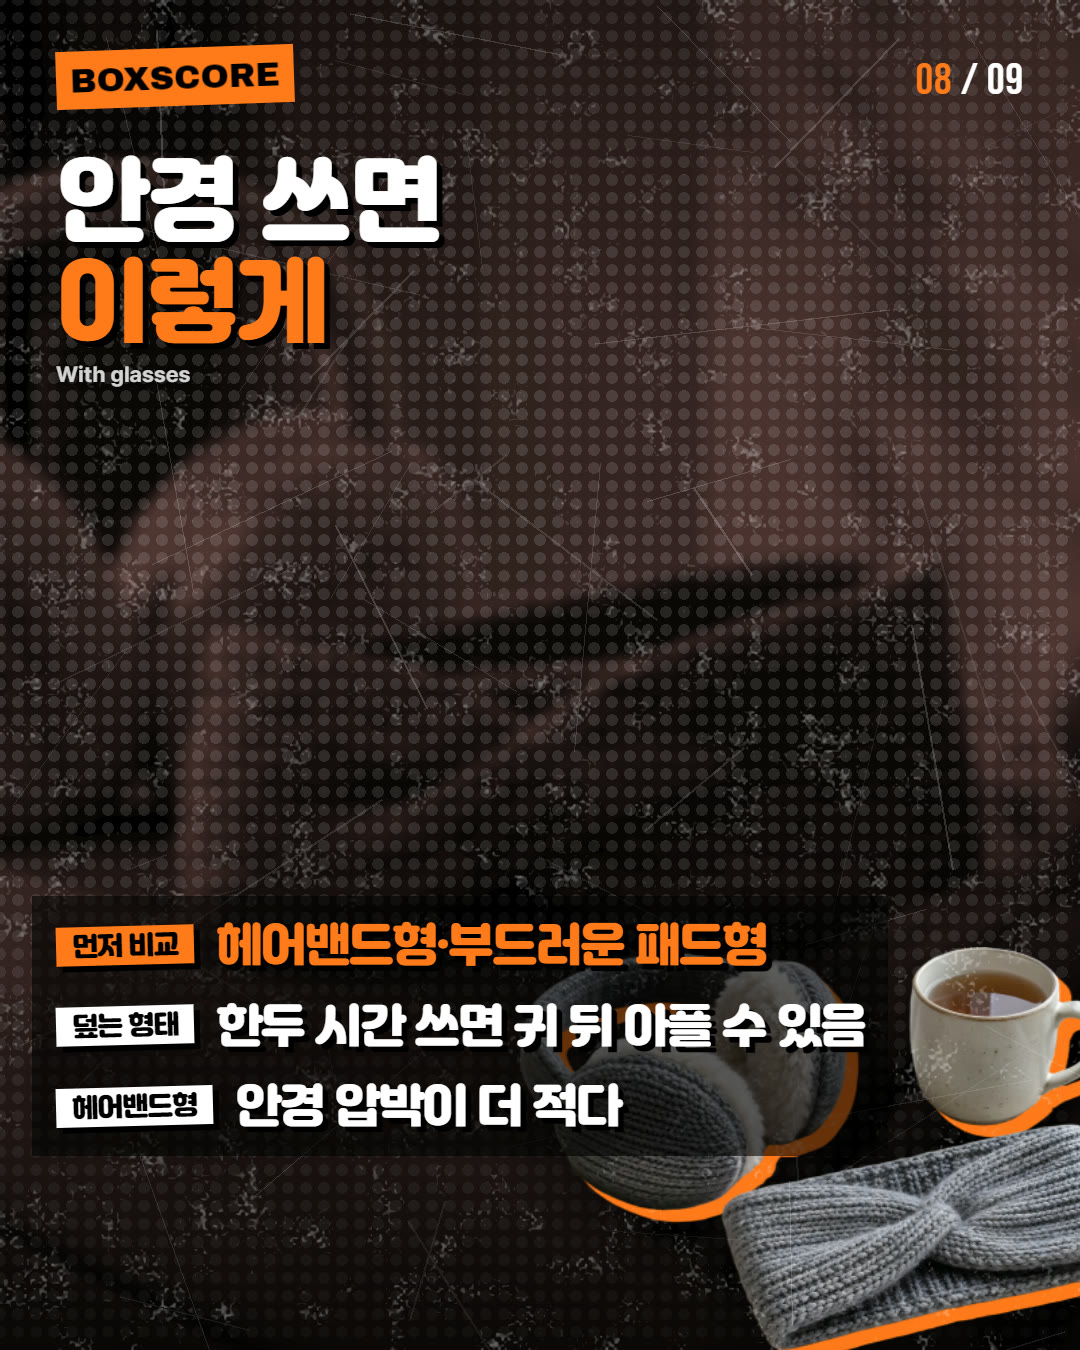 BOXSCORE
08 / 09
안경 쓰면
이렇게
With glasses
먼저 비교 헤어밴드형·부드러운 패드형
덮는 형태 한두 시간 쓰면 귀 뒤 아플 수 있음
헤어밴드형 안경 압박이 더 적다